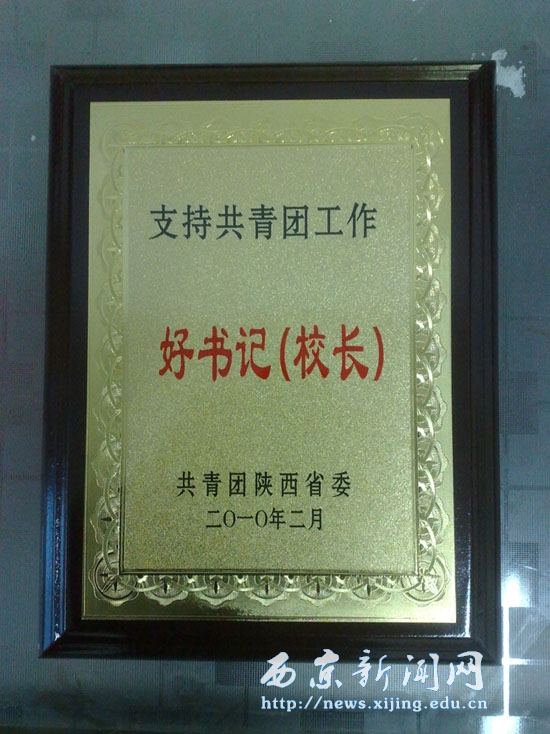 支持共青团工作
好书记(校长)
共青团陕西省委
二〇一〇年二月
西京新闻网
http://news.xijing.edu.cn